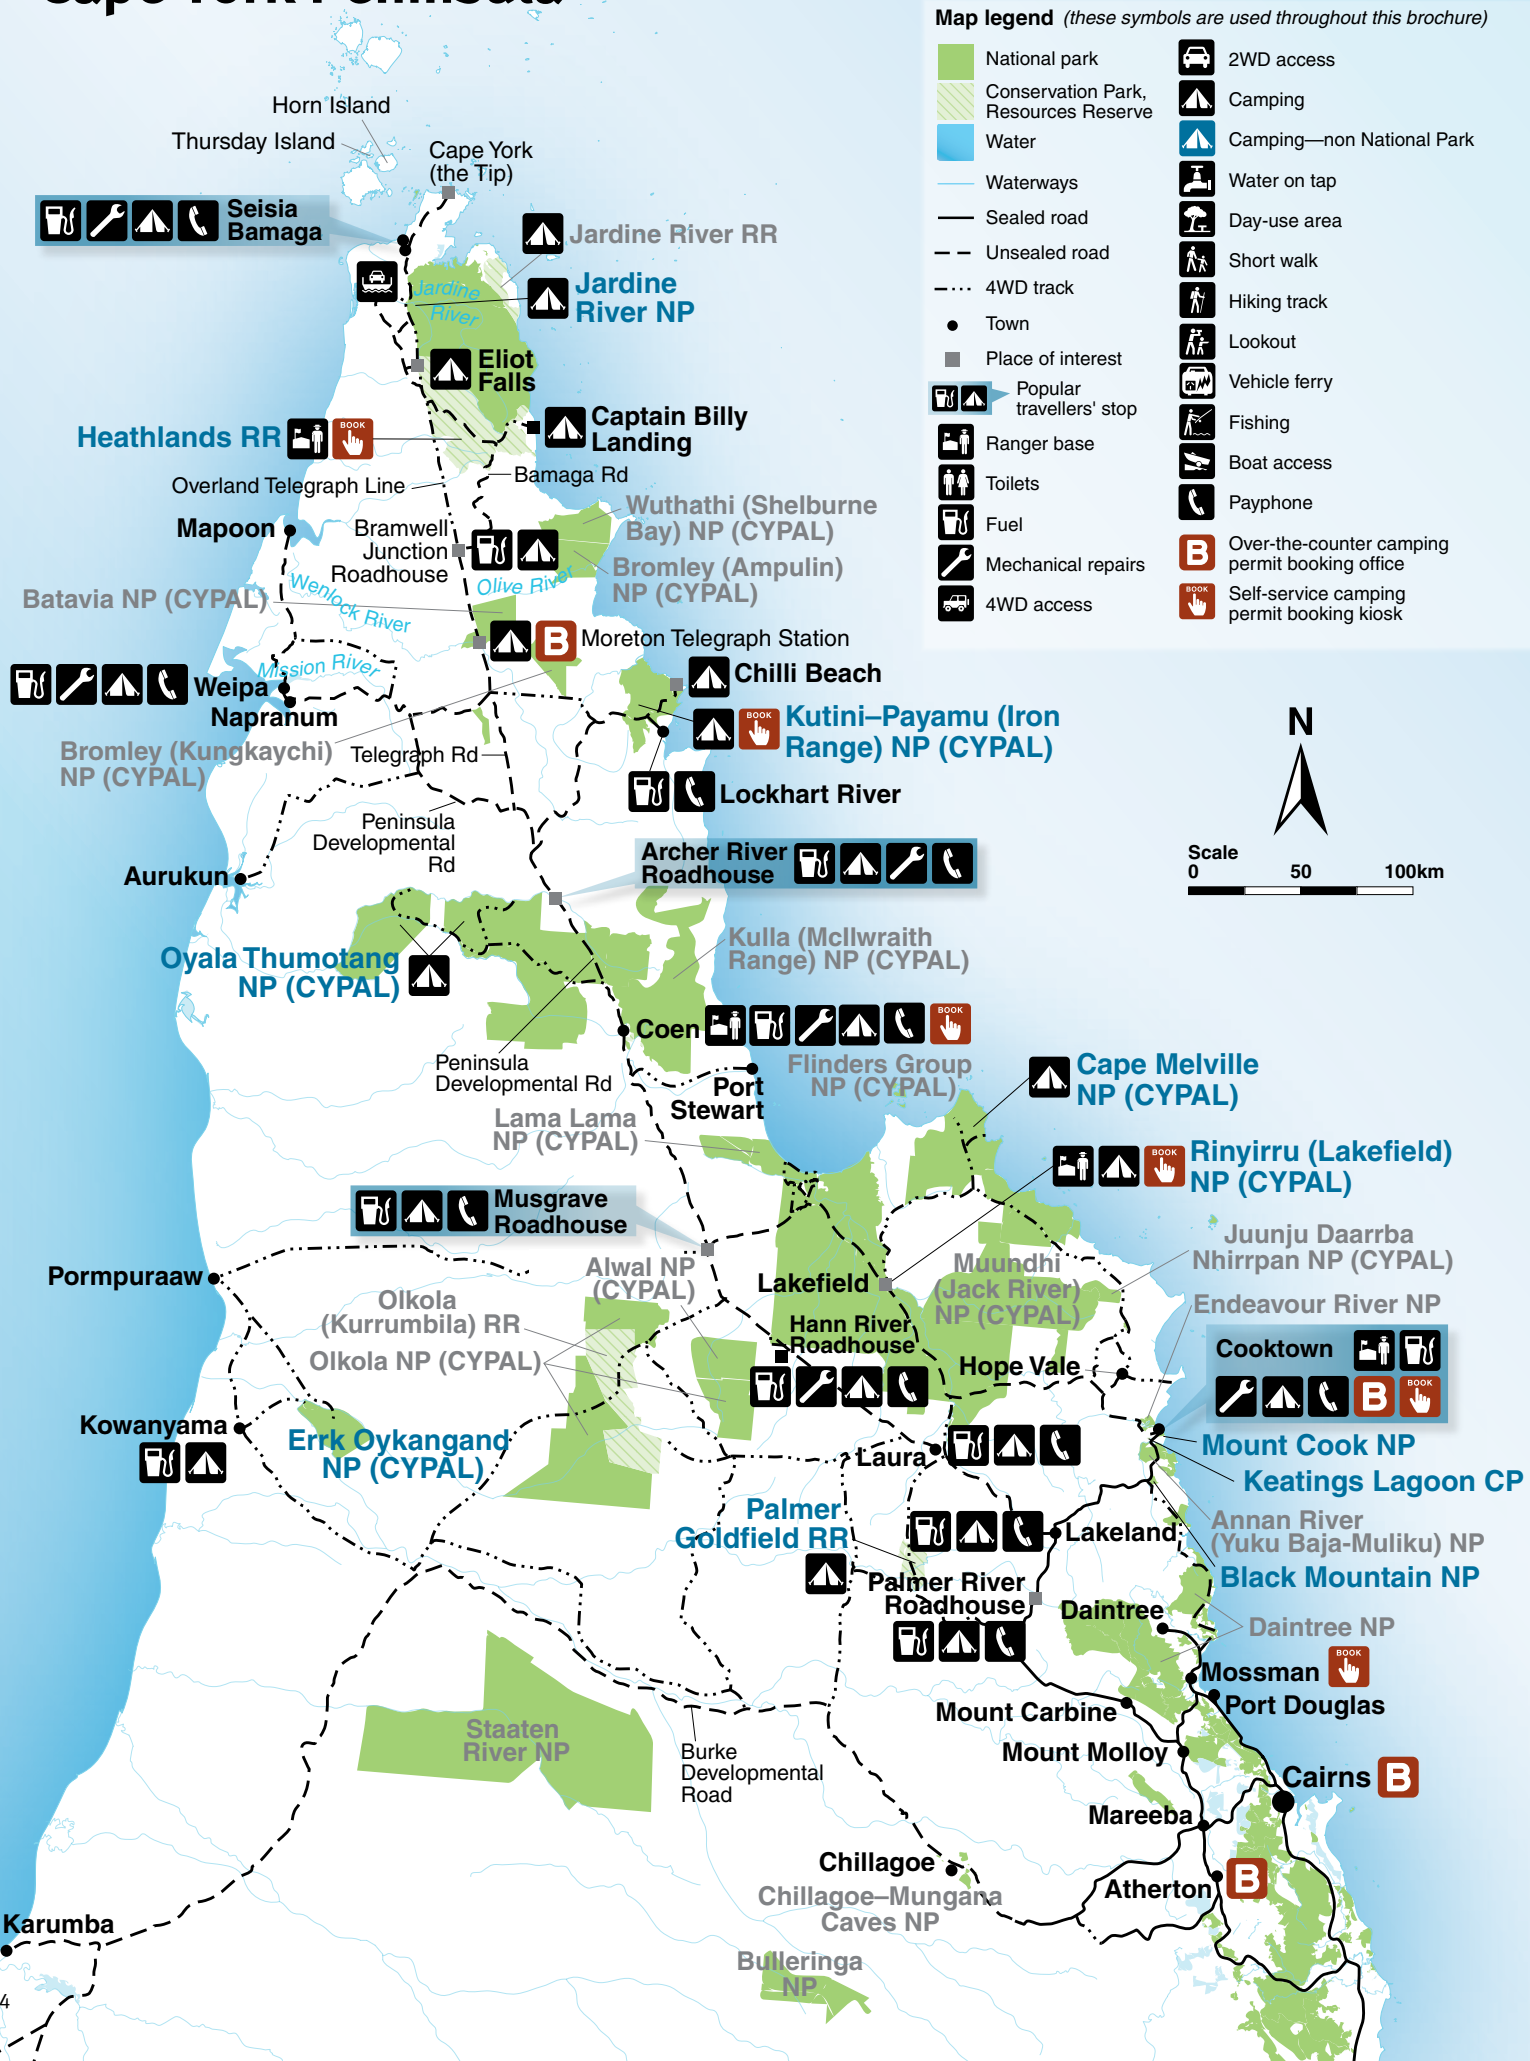 Cape York Peninsula
Map legend (these symbols are used throughout this brochure)
National park
Conservation Park,
Resources Reserve
Water
Waterways
Sealed road
Unsealed road
4WD track
Town
Place of interest
Popular
travellers' stop
Ranger base
Toilets
Fuel
Mechanical repairs
4WD access
2WD access
Camping
Camping—non National Park
Water on tap
Day-use area
Short walk
Hiking track
Lookout
Vehicle ferry
Fishing
Boat access
Payphone
B
Over-the-counter camping
permit booking office
BOOK
Self-service camping
permit booking kiosk
Horn Island
Thursday Island
Cape York
(the Tip)
Seisia
Bamaga
Jardine River RR
Jardine
River NP
Jardine
River
Eliot
Falls
Captain Billy
Landing
Heathlands RR
BOOK
Bamaga Rd
Overland Telegraph Line
Mapoon
Wuthathi (Shelburne
Bay) NP (CYPAL)
Bramwell
Junction
Roadhouse
Bromley (Ampulin)
NP (CYPAL)
Olive River
Wenlock River
Batavia NP (CYPAL)
B
Moreton Telegraph Station
Mission River
Chilli Beach
Weipa
Napranum
BOOK
Kutini–Payamu (Iron
Range) NP (CYPAL)
Bromley (Kungkaychi)
NP (CYPAL)
Telegraph Rd
Lockhart River
N
Peninsula
Developmental
Rd
Scale
0 50 100km
Archer River
Roadhouse
Aurukun
Kulla (McIlwraith
Range) NP (CYPAL)
Oyala Thumotang
NP (CYPAL)
Coen
BOOK
Peninsula
Developmental Rd
Flinders Group
NP (CYPAL)
Cape Melville
NP (CYPAL)
Port
Stewart
Lama Lama
NP (CYPAL)
BOOK
Rinyirru (Lakefield)
NP (CYPAL)
Musgrave
Roadhouse
Juunju Daarrba
Nhirrpan NP (CYPAL)
Pormpuraaw
Alwal NP
(CYPAL)
Lakefield
Muundhi
(Jack River)
NP (CYPAL)
Olkola
(Kurrumbila) RR
Endeavour River NP
Hann River
Roadhouse
Olkola NP (CYPAL)
Hope Vale
Cooktown
B
BOOK
Kowanyama
Errk Oykangand
NP (CYPAL)
Laura
Mount Cook NP
Keatings Lagoon CP
Palmer
Goldfield RR
Lakeland
Annan River
(Yuku Baja-Muliku) NP
Black Mountain NP
Palmer River
Roadhouse
Daintree
Daintree NP
Mossman
BOOK
Port Douglas
Mount Carbine
Staaten
River NP
Mount Molloy
Burke
Developmental
Road
Cairns
B
Mareeba
Chillagoe
Atherton
B
Chillagoe–Mungana
Caves NP
Karumba
Bulleringa
NP
4